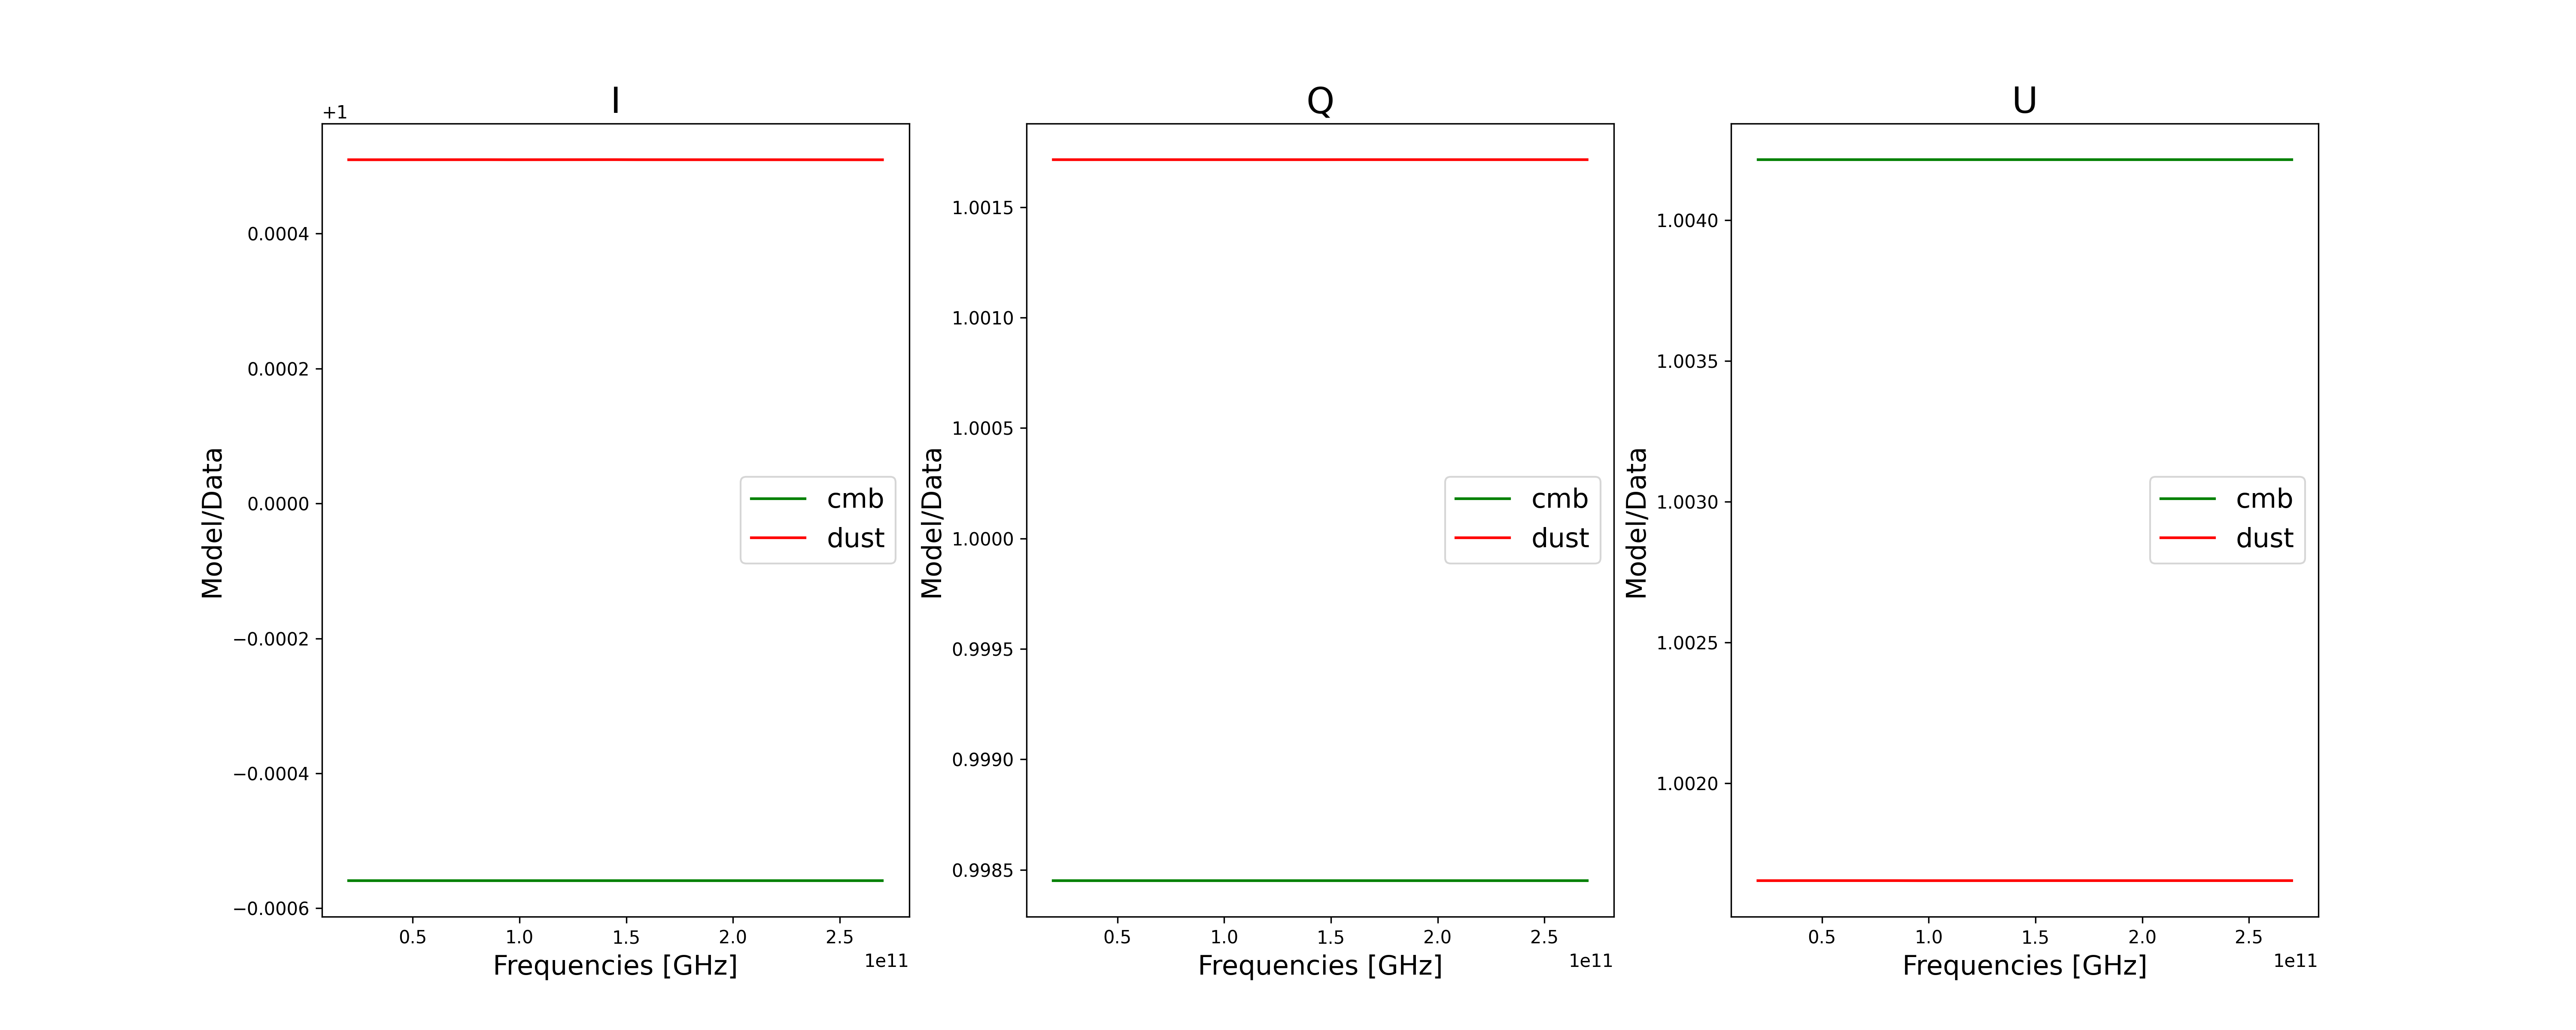 I
+1
0.0004
0.0002
0.0000
−0.0002
−0.0004
−0.0006
Model/Data
cmb
dust
0.5 1.0 1.5 2.0 2.5
1e11
Frequencies [GHz]
Q
1.0015
1.0010
1.0005
1.0000
0.9995
0.9990
0.9985
Model/Data
cmb
dust
0.5 1.0 1.5 2.0 2.5
1e11
Frequencies [GHz]
U
1.0040
1.0035
1.0030
1.0025
1.0020
Model/Data
cmb
dust
0.5 1.0 1.5 2.0 2.5
1e11
Frequencies [GHz]